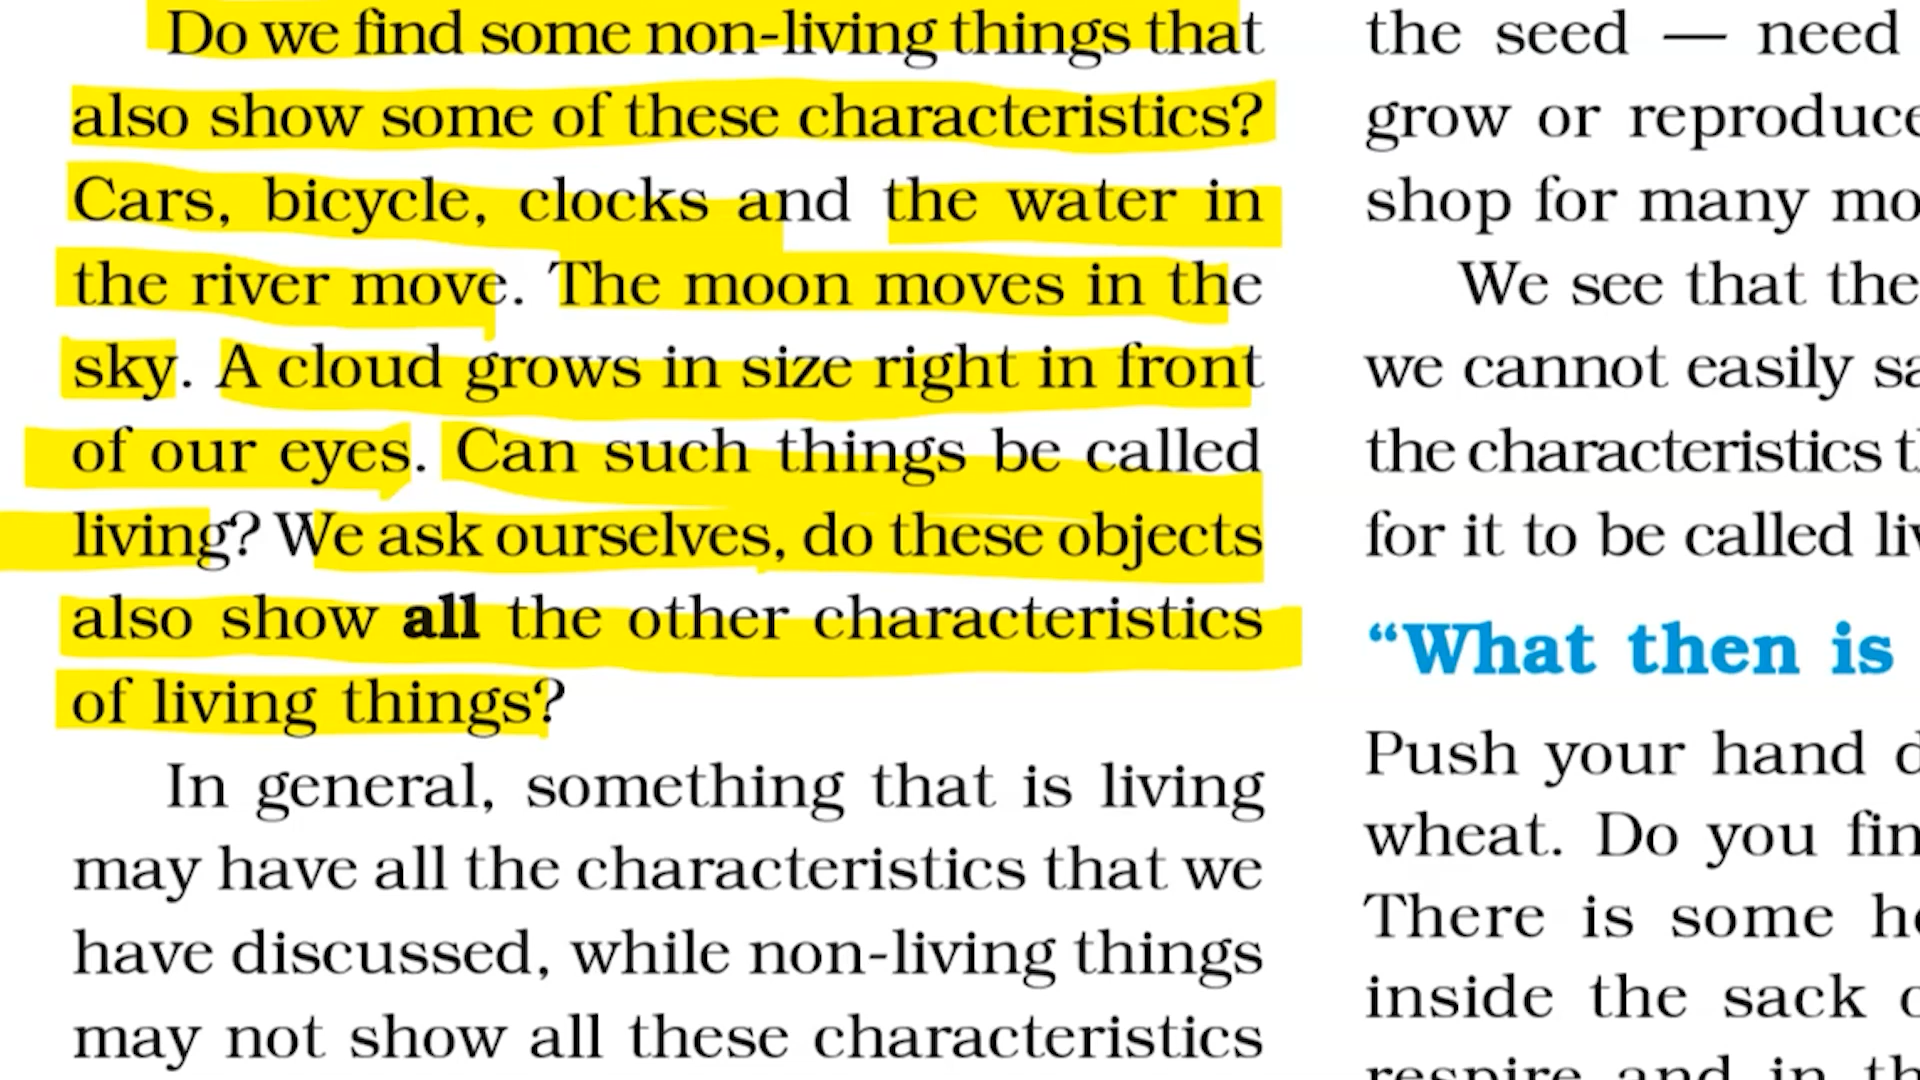 Do we find some non-living things that
also show some of these characteristics?
Cars, bicycle, clocks and the water in
the river move. The moon moves in the
sky. A cloud grows in size right in front
of our eyes. Can such things be called
living? We ask ourselves, do these objects
also show all the other characteristics
of living things?
In general, something that is living
may have all the characteristics that we
have discussed, while non-living things
may not show all these characteristics
the seed — need
grow or reproduce
shop for many mo
We see that the
we cannot easily sa
the characteristics t
for it to be called liv
“What then is
Push your hand d
wheat. Do you fin
There is some he
inside the sack o
respire and in th